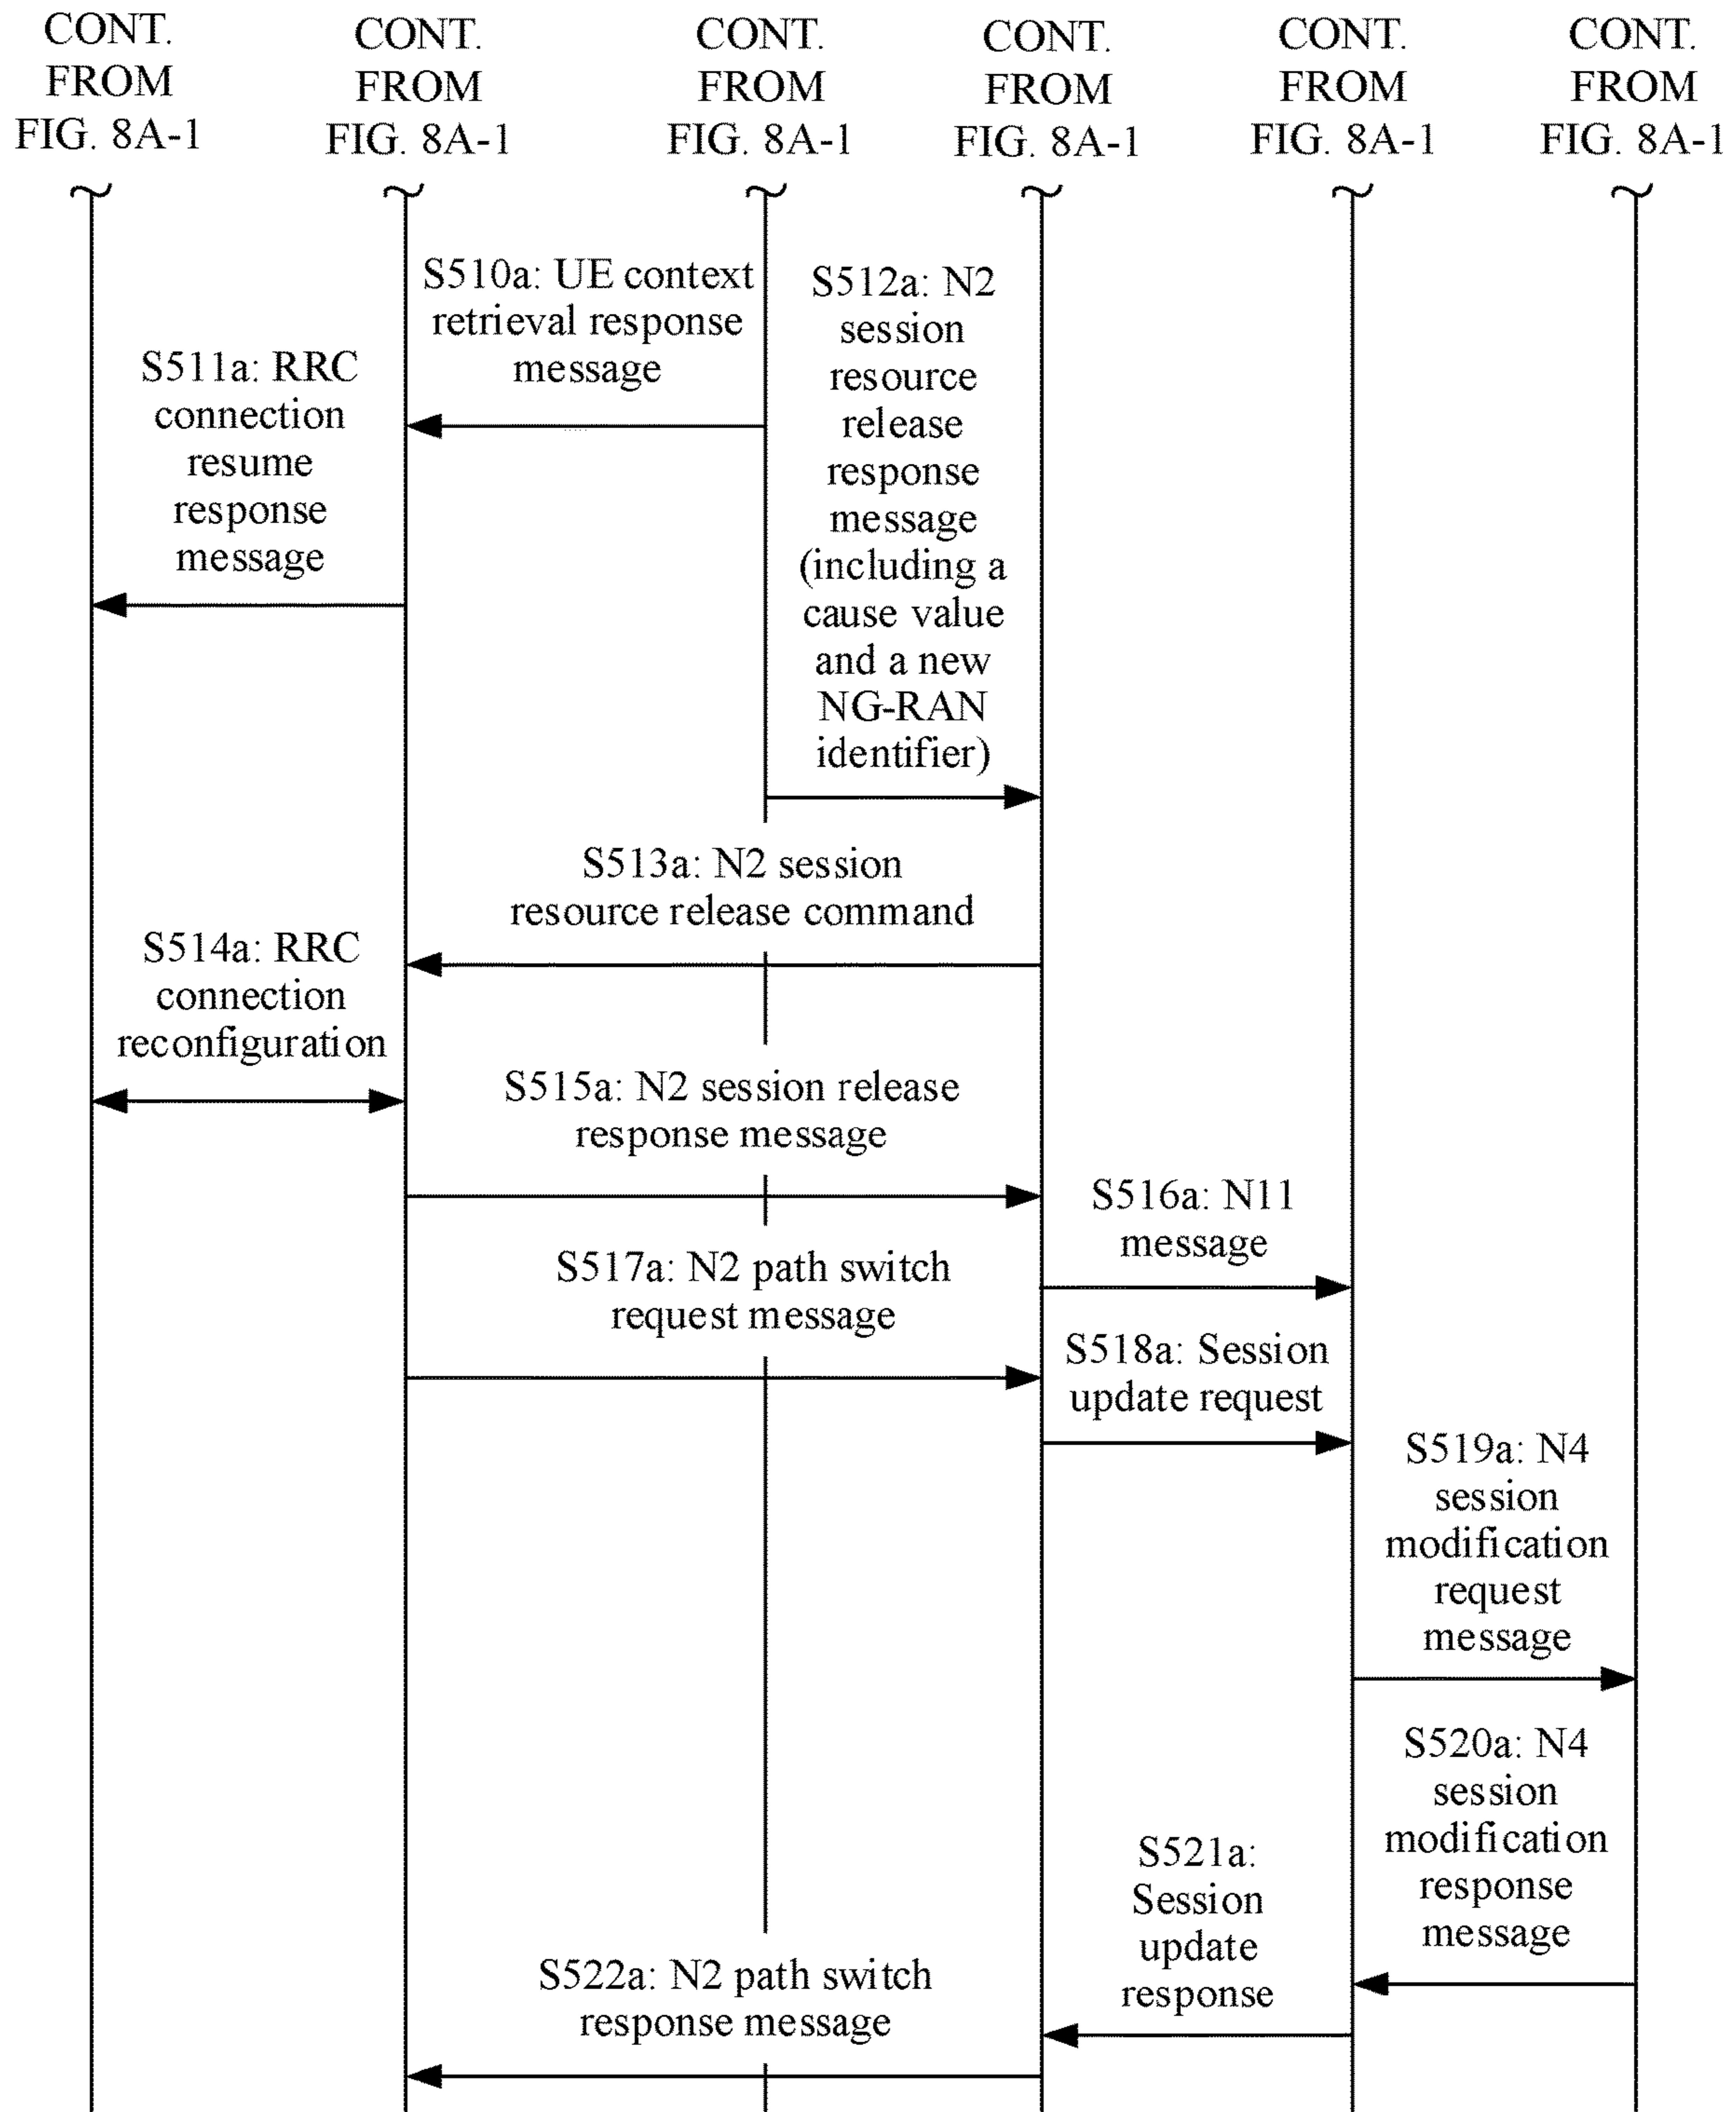 CONT.
FROM
FIG. 8A-1
CONT.
FROM
FIG. 8A-1
CONT.
FROM
FIG. 8A-1
CONT.
FROM
FIG. 8A-1
CONT.
FROM
FIG. 8A-1
CONT.
FROM
FIG. 8A-1
S510a: UE context
retrieval response
message
S511a: RRC
connection
resume
response
message
S512a: N2
session
resource
release
response
message
(including a
cause value
and a new
NG-RAN
identifier)
S513a: N2 session
resource release command
S514a: RRC
connection
reconfiguration
S515a: N2 session release
response message
S516a: N11
message
S517a: N2 path switch
request message
S518a: Session
update request
S519a: N4
session
modification
request
message
S520a: N4
session
modification
response
message
S521a:
Session
update
response
S522a: N2 path switch
response message